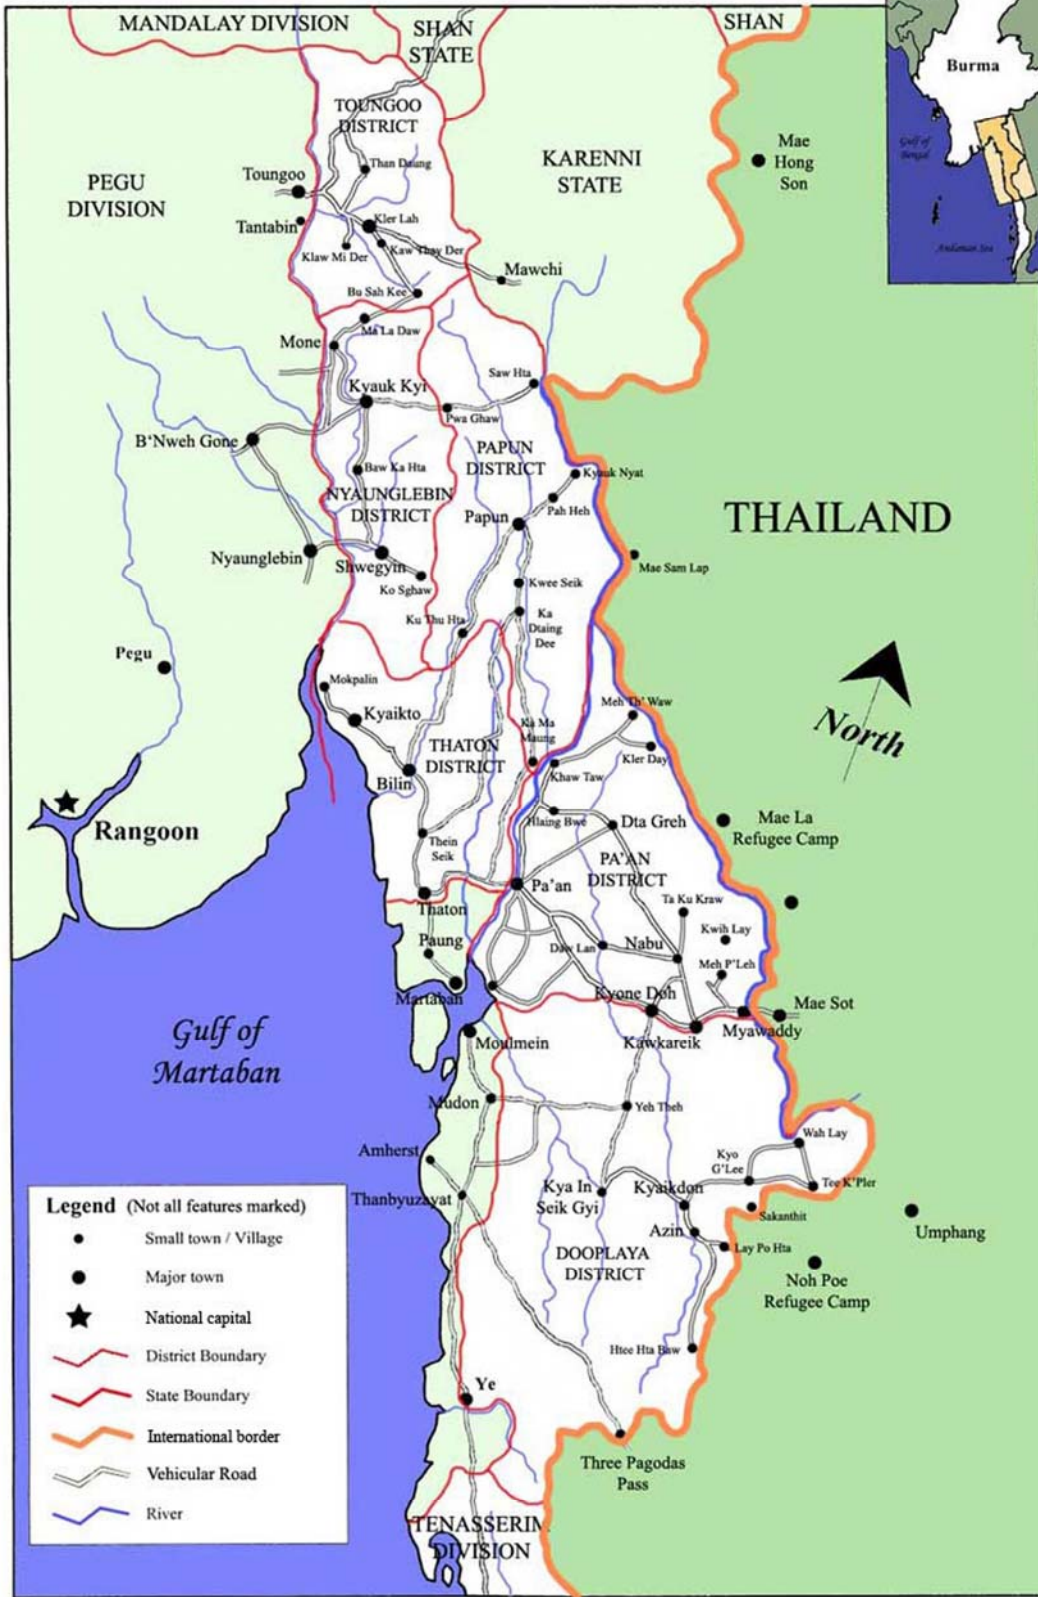 MANDALAY DIVISION
SHAN
STATE
SHAN
Burma
Gulf of
Bengal
Andaman Sea
TOUNGOO
DISTRICT
KARENNI
STATE
Mae
Hong
Son
PEGU
DIVISION
Than Daung
Toungoo
Tantabin
Kler Lah
Klaw Mi Der
Kaw Thay Der
Mawchi
Bu Sah Kee
Ma La Daw
Mone
Saw Hta
Kyauk Kyi
Pwa Ghaw
B'Nweh Gone
PAPUN
DISTRICT
Baw Ka Hta
Kyauk Nyat
NYAUNGLEBIN
DISTRICT
Pah Heh
Papun
THAILAND
Nyaunglebin
Shwegyin
Mae Sam Lap
Ko Sghaw
Kwee Seik
Ku Thu Hta
Ka
Dtaing
Dee
Pegu
Mokpalin
Kyaikto
Meh Th' Waw
Ka Ma
Maung
North
THATON
DISTRICT
Kler Day
Bilin
Khaw Taw
Rangoon
Hlaing Bwe
Dta Greh
Mae La
Refugee Camp
Thein
Seik
PA'AN
DISTRICT
Pa'an
Thaton
Ta Ku Kraw
Paung
Daw Lan
Nabu
Kwih Lay
Meh P'Leh
Martaban
Kyone Doh
Mae Sot
Gulf of
Martaban
Moulmein
Kawkareik
Myawaddy
Mudon
Yeh Theh
Amherst
Wah Lay
Kyo
G'Lee
Thanbyuzayat
Kya In
Seik Gyi
Kyaikdon
Tee K'Pler
Sakanthit
Umphang
Azin
Lay Po Hta
DOOPLAYA
DISTRICT
Noh Poe
Refugee Camp
Htee Hta Baw
Ye
Three Pagodas
Pass
TENASSERIM
DIVISION
Legend (Not all features marked)
Small town / Village
Major town
National capital
District Boundary
State Boundary
International border
Vehicular Road
River